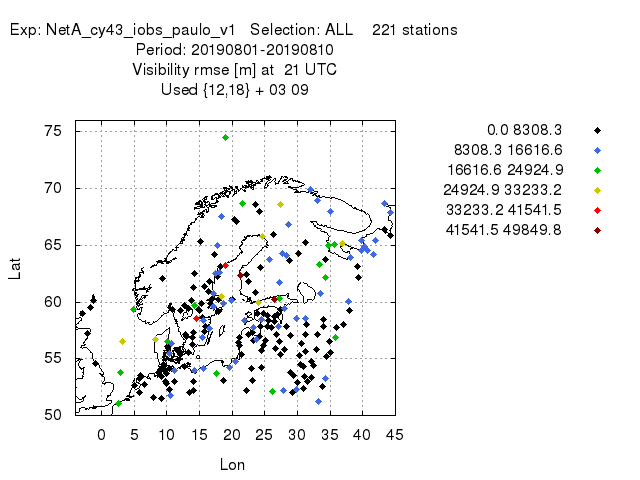 Exp: NetA_cy43_iobs_paulo_v1 Selection: ALL 221 stations
Period: 20190801-20190810
Visibility rmse [m] at 21 UTC
Used {12,18} + 03 09
0.0 8308.3
8308.3 16616.6
16616.6 24924.9
24924.9 33233.2
33233.2 41541.5
41541.5 49849.8
75
70
65
60
55
50
Lat
0 5 10 15 20 25 30 35 40 45
Lon